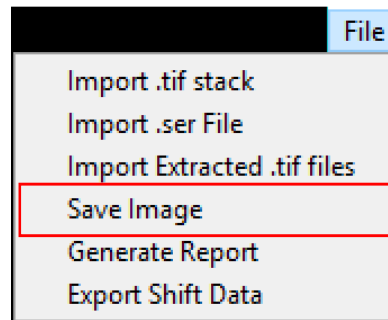 File
Import .tif stack
Import .ser File
Import Extracted .tif files
Save Image
Generate Report
Export Shift Data